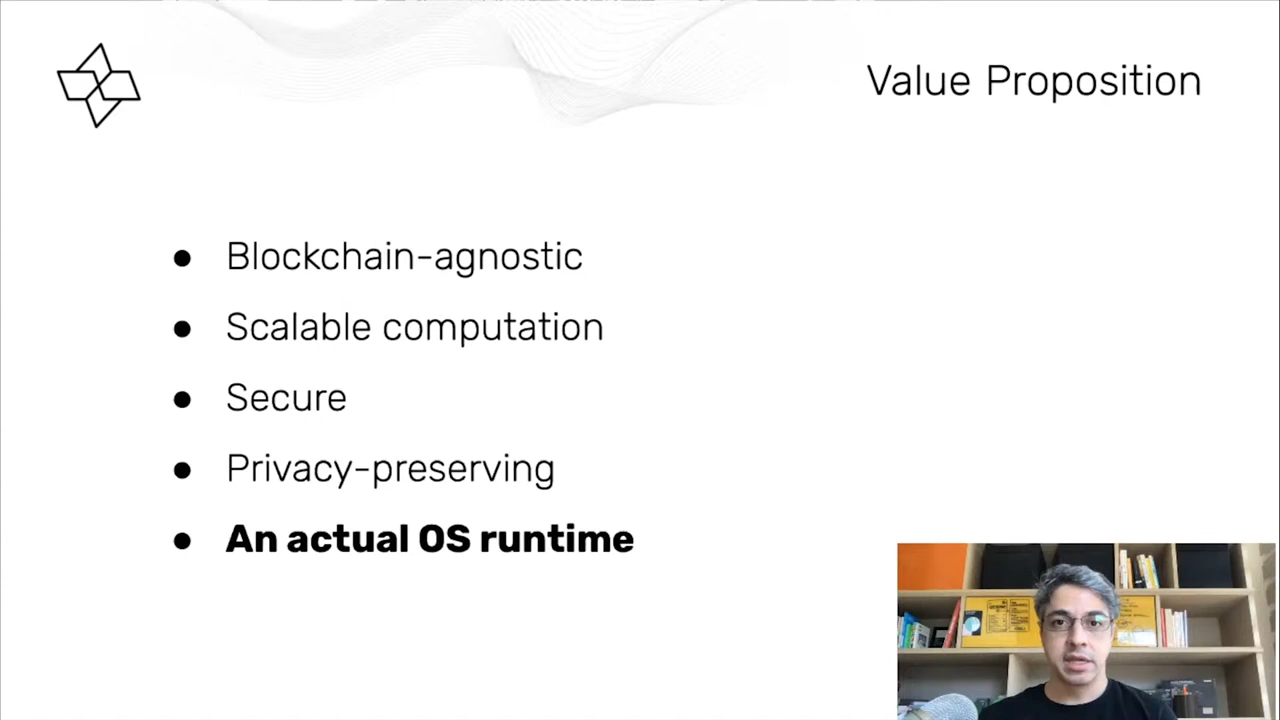 Value Proposition
● Blockchain-agnostic
● Scalable computation
● Secure
● Privacy-preserving
● An actual OS runtime